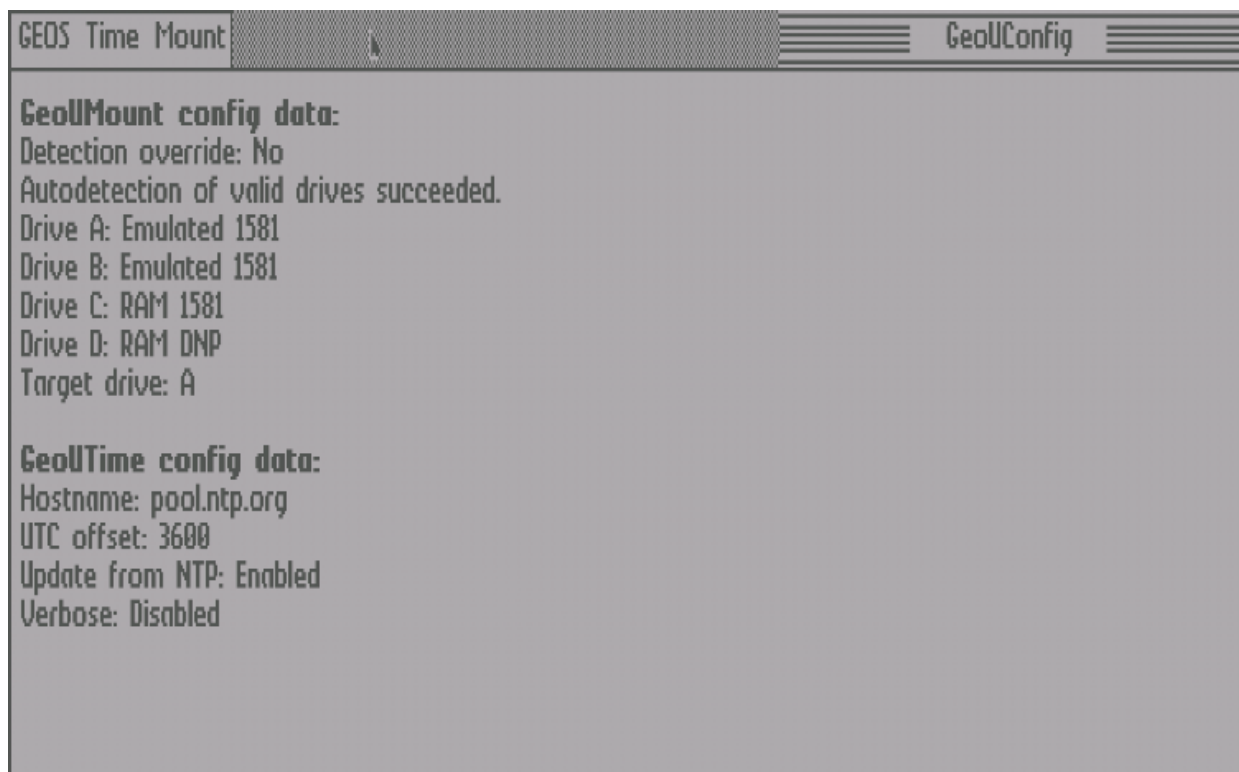 GEOS Time Mount
GeoUConfig
GeoUMount config data:
Detection override: No
Autodetection of valid drives succeeded.
Drive A: Emulated 1581
Drive B: Emulated 1581
Drive C: RAM 1581
Drive D: RAM DNP
Target drive: A
GeoUTime config data:
Hostname: pool.ntp.org
UTC offset: 3600
Update from NTP: Enabled
Verbose: Disabled